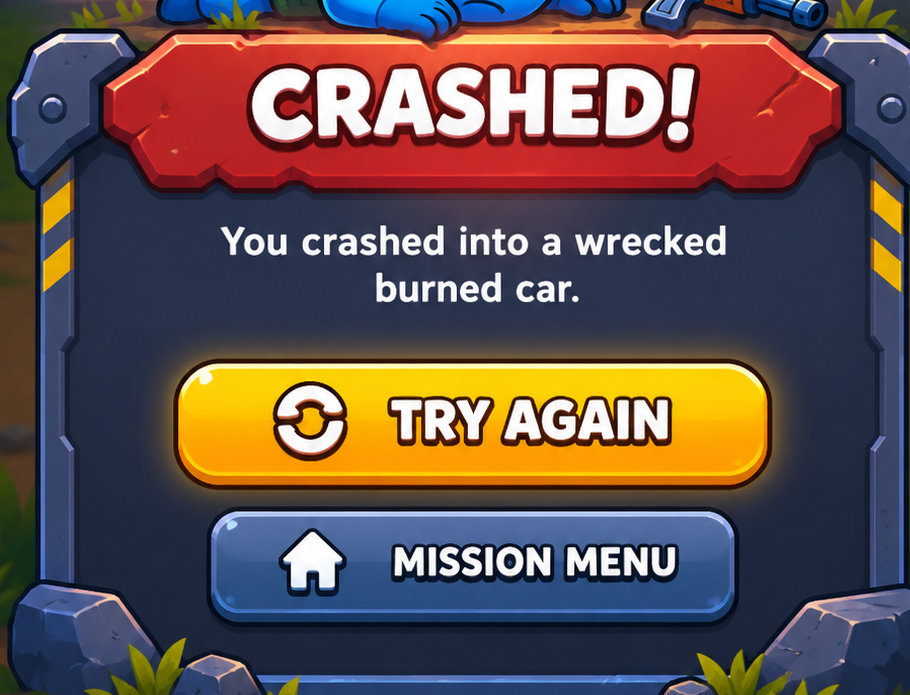 CRASHED!
You crashed into a wrecked
burned car.
TRY AGAIN
MISSION MENU